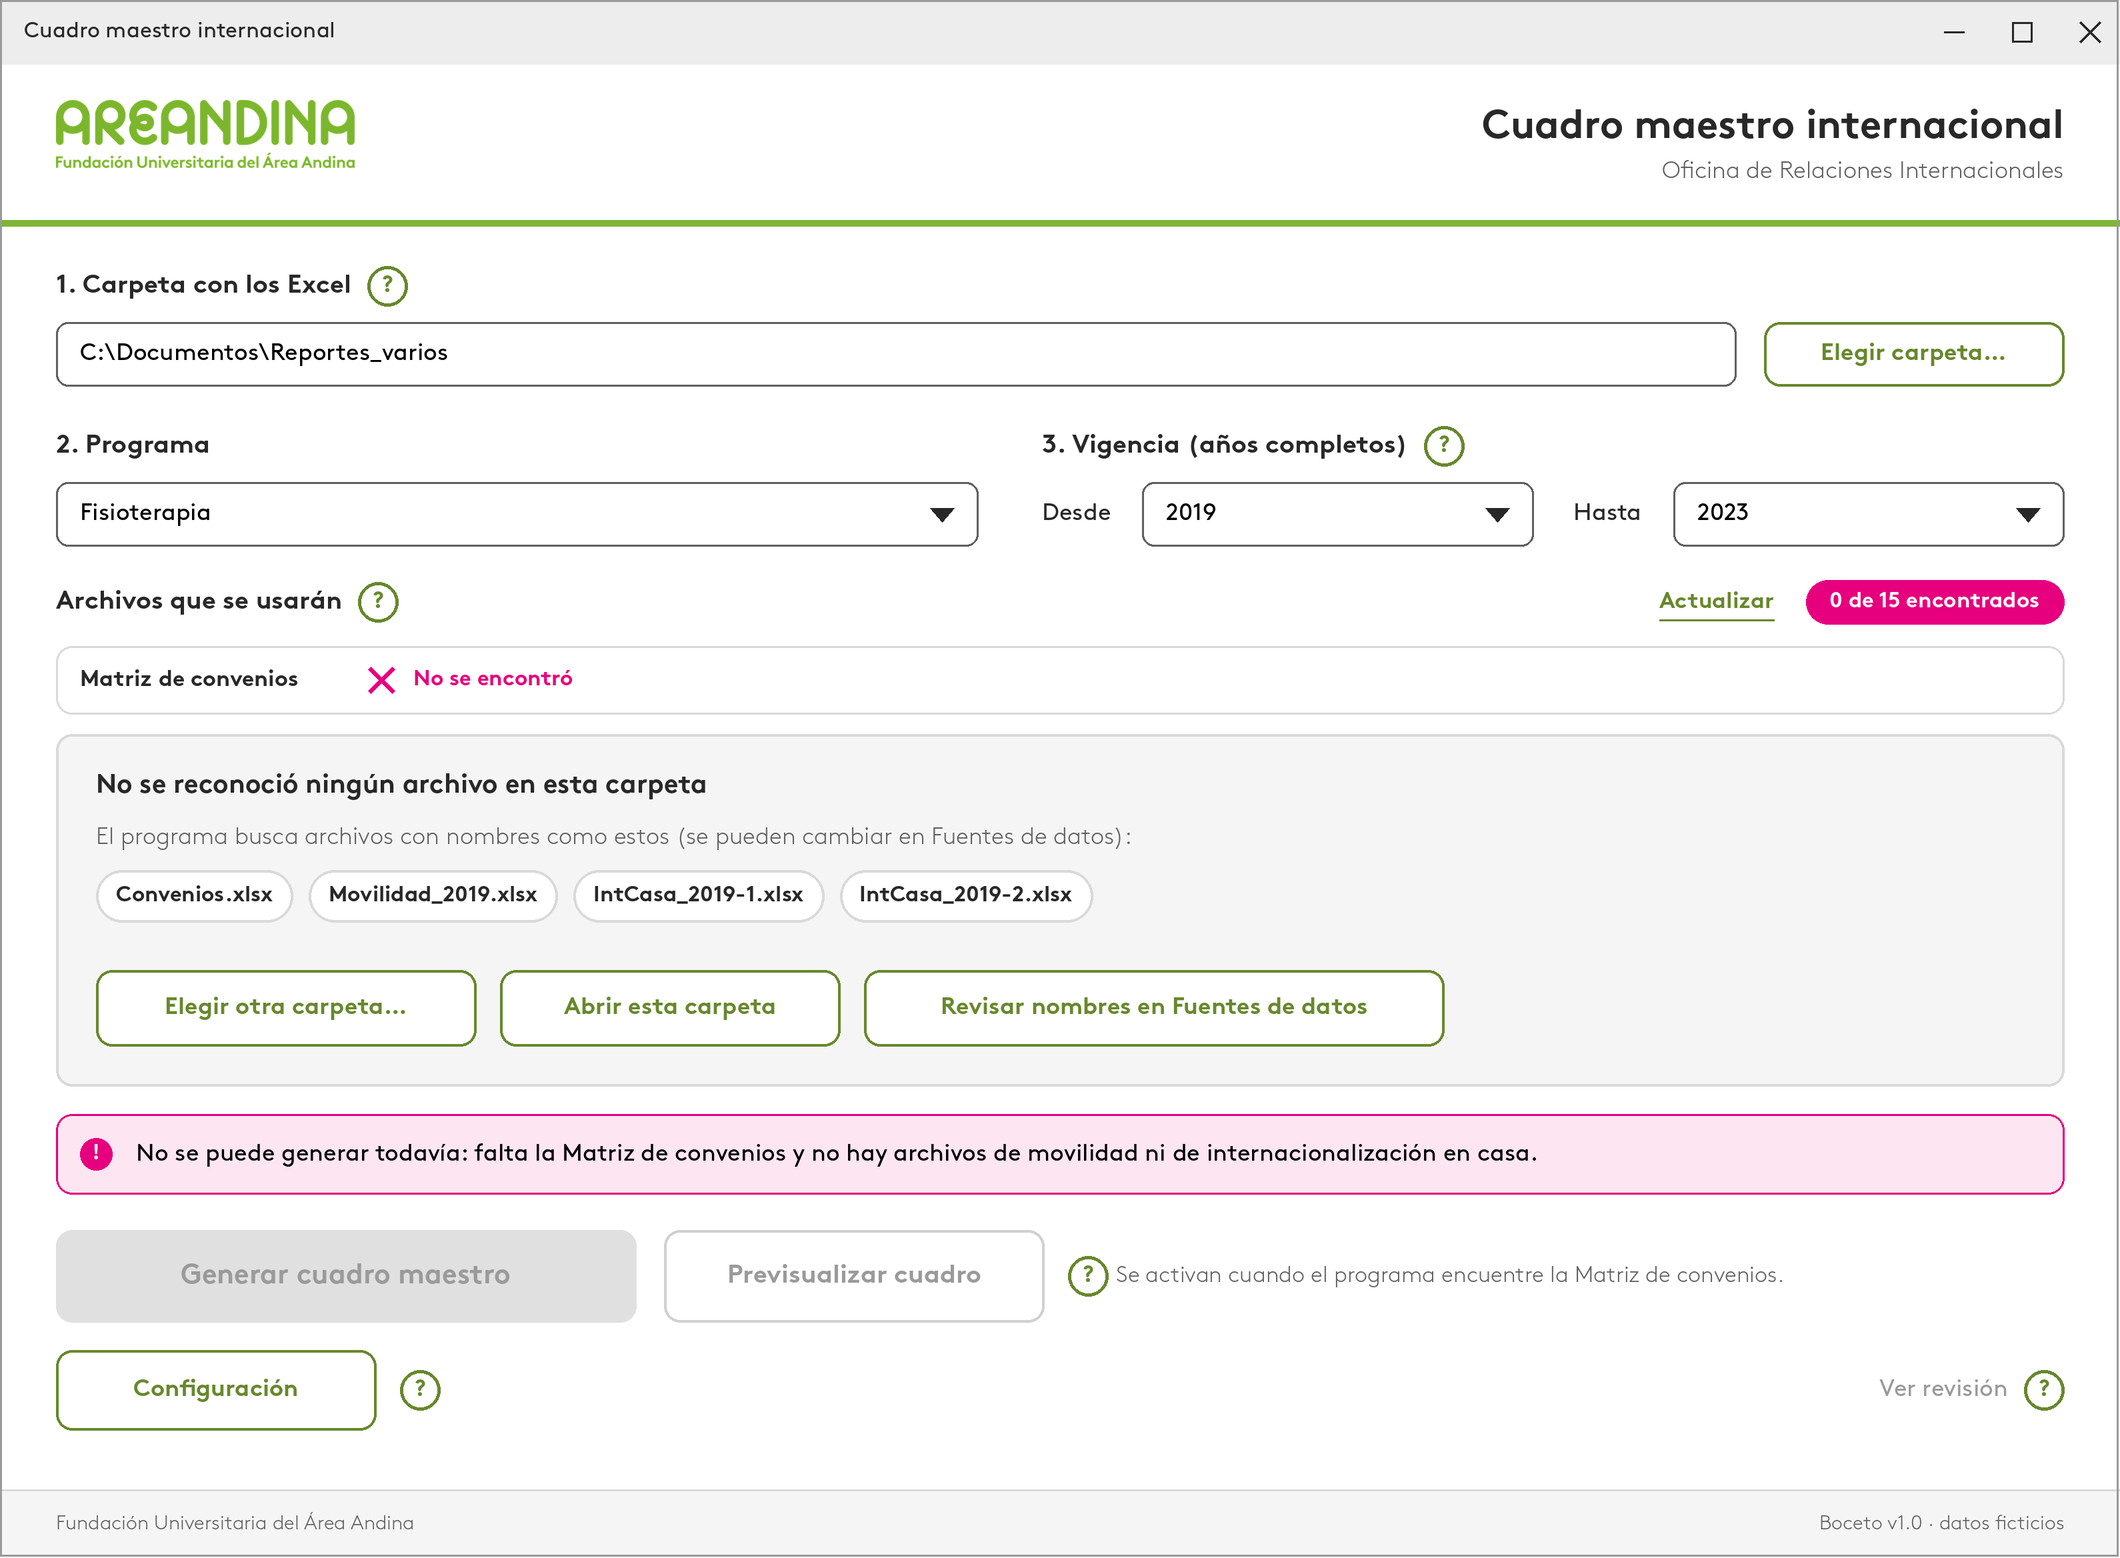 Cuadro maestro internacional
AREANDINA
Fundación Universitaria del Área Andina
Cuadro maestro internacional
Oficina de Relaciones Internacionales
1. Carpeta con los Excel ?
C:\Documentos\Reportes_varios
Elegir carpeta...
2. Programa
3. Vigencia (años completos) ?
Fisioterapia
Desde 2019
Hasta 2023
Archivos que se usarán ?
Actualizar
0 de 15 encontrados
Matriz de convenios
No se encontró
No se reconoció ningún archivo en esta carpeta
El programa busca archivos con nombres como estos (se pueden cambiar en Fuentes de datos):
Convenios.xlsx
Movilidad_2019.xlsx
IntCasa_2019-1.xlsx
IntCasa_2019-2.xlsx
Elegir otra carpeta...
Abrir esta carpeta
Revisar nombres en Fuentes de datos
! No se puede generar todavía: falta la Matriz de convenios y no hay archivos de movilidad ni de internacionalización en casa.
Generar cuadro maestro
Previsualizar cuadro
? Se activan cuando el programa encuentre la Matriz de convenios.
Configuración ?
Ver revisión ?
Fundación Universitaria del Área Andina
Boceto v1.0 · datos ficticios